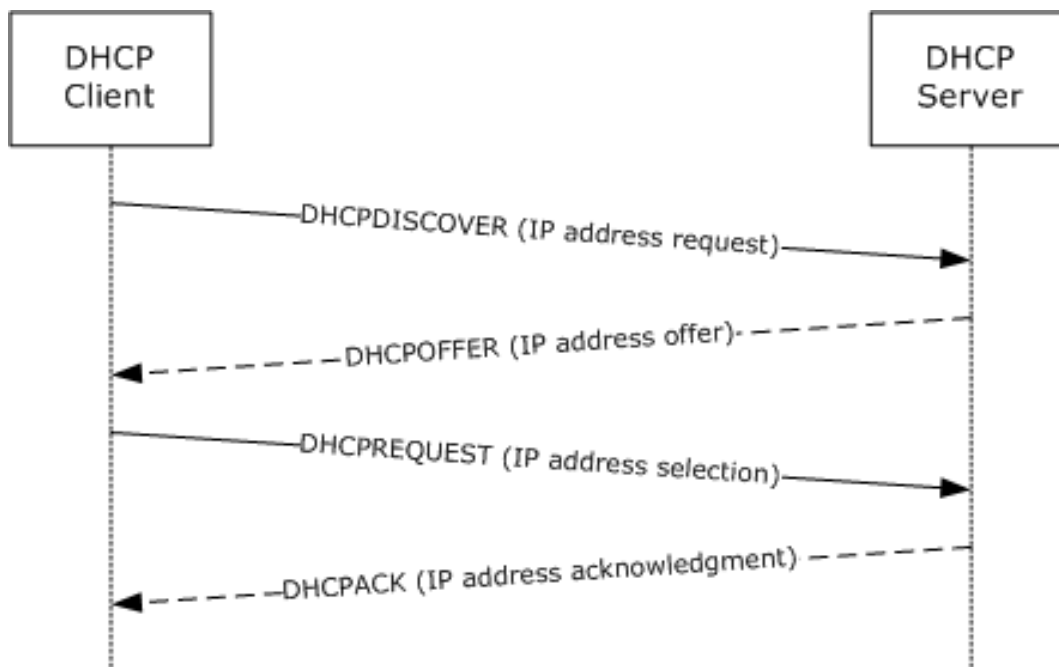 DHCP
Client
DHCP
Server
DHCPDISCOVER (IP address request)
DHCPOFFER (IP address offer)
DHCPREQUEST (IP address selection)
DHCPACK (IP address acknowledgment)